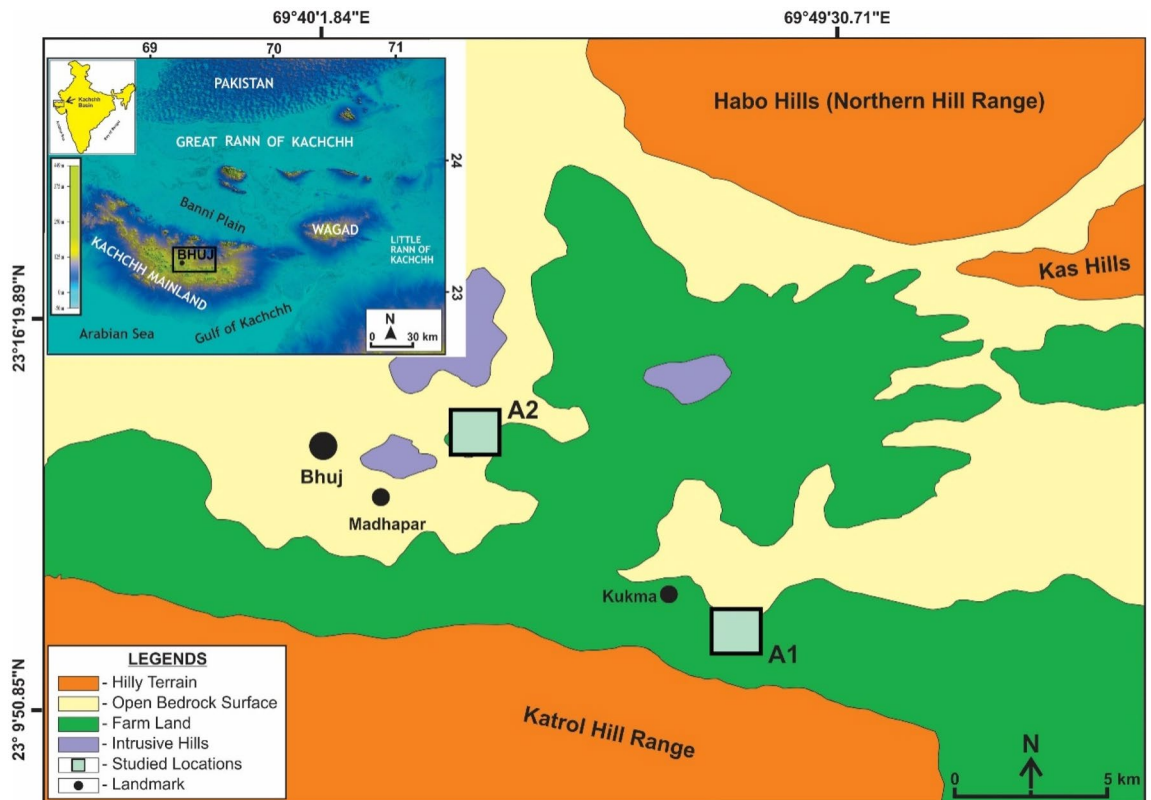 69°40'1.84"E
69°49'30.71"E
69
70
71
Kachchh
Basin
PAKISTAN
GREAT RANN OF KACHCHH
24
Banni Plain
WAGAD
LITTLE
RANN OF
KACHCHH
BHUJ
KACHCHH MAINLAND
23
Gulf of Kachchh
Arabian Sea
N
0 30 km
Habo Hills (Northern Hill Range)
Kas Hills
23°16'19.89"N
A2
Bhuj
Madhapar
Kukma
A1
23° 9'50.85"N
Katrol Hill Range
LEGENDS
- Hilly Terrain
- Open Bedrock Surface
- Farm Land
- Intrusive Hills
- Studied Locations
- Landmark
N
0 5 km